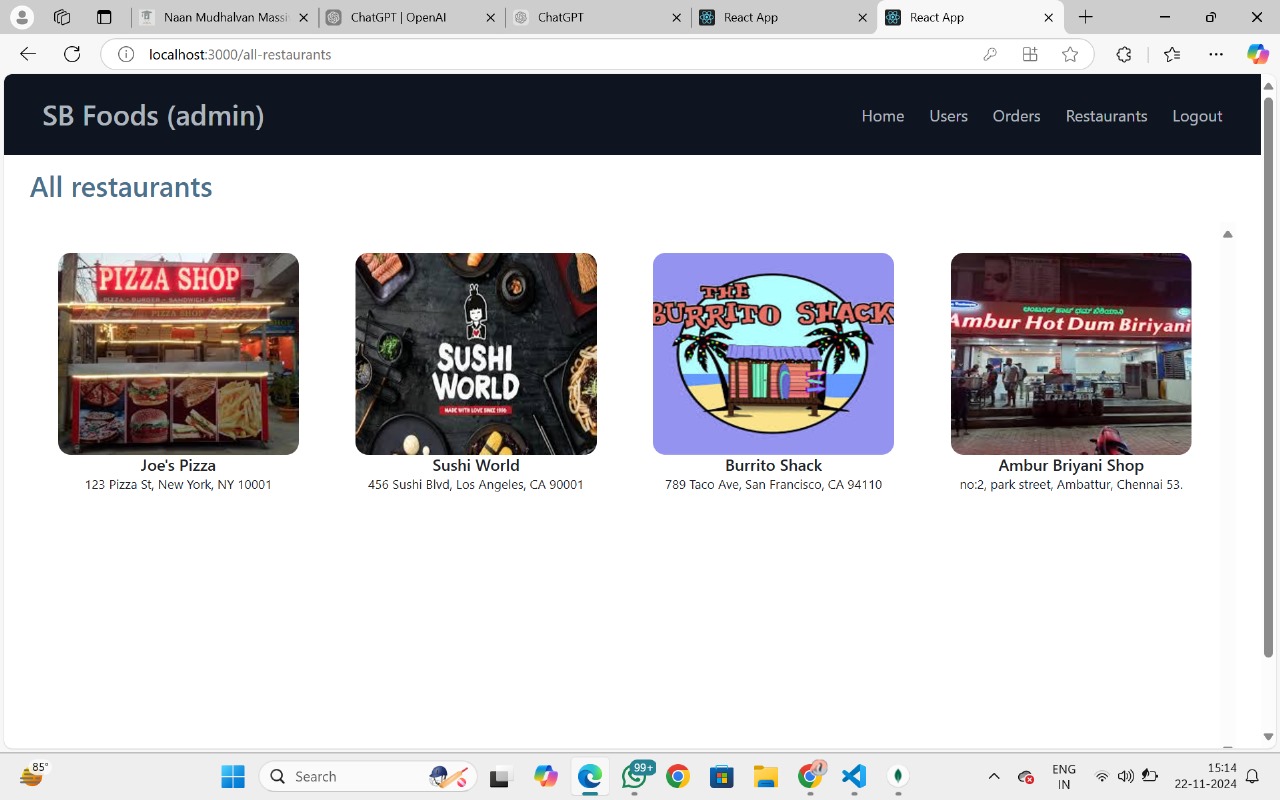 Naan Mudhalvan Massi
ChatGPT | OpenAI
ChatGPT
React App
React App
localhost:3000/all-restaurants
SB Foods (admin)
Home
Users
Orders
Restaurants
Logout
All restaurants
PIZZA SHOP
PIZZA - BURGER - SANDWICH & MORE
PIZZA SHOP
SHOP
SUSHI
WORLD
MADE WITH LOVE SINCE 1998
THE
BURRITO SHACK
Ambur Hot Dum Biriyani
Joe's Pizza
123 Pizza St, New York, NY 10001
Sushi World
456 Sushi Blvd, Los Angeles, CA 90001
Burrito Shack
789 Taco Ave, San Francisco, CA 94110
Ambur Briyani Shop
no:2, park street, Ambattur, Chennai 53.
85°
Search
99+
ENG
IN
15:14
22-11-2024